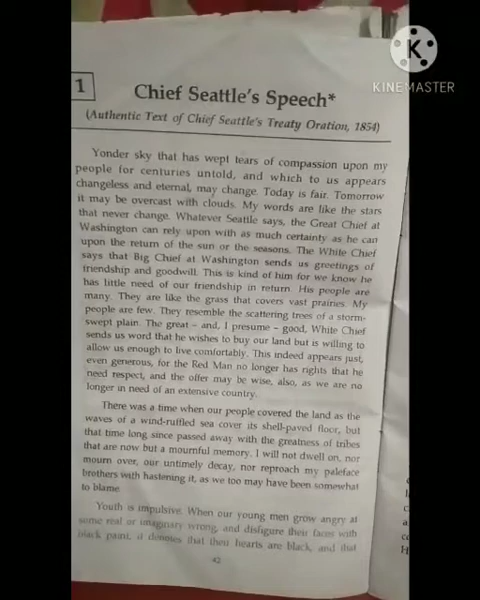 K
KINEMASTER
1
Chief Seattle's Speech*
(Authentic Text of Chief Seattle's Treaty Oration, 1854)
Yonder sky that has wept tears of compassion upon my
people for centuries untold, and which to us appears
changeless and eternal, may change. Today is fair. Tomorrow
it may be overcast with clouds. My words are like the stars
that never change. Whatever Seattle says, the Great Chief at
Washington can rely upon with as much certainty as he can
upon the return of the sun or the seasons. The White Chief
says that Big Chief at Washington sends us greetings of
friendship and goodwill. This is kind of him for we know he
has little need of our friendship in return. His people are
many. They are like the grass that covers vast prairies. My
people are few. They resemble the scattering trees of a storm-
swept plain. The great – and, I presume – good, White Chief
sends us word that he wishes to buy our land but is willing to
allow us enough to live comfortably. This indeed appears just,
even generous, for the Red Man no longer has rights that he
need respect, and the offer may be wise, also, as we are no
longer in need of an extensive country.
There was a time when our people covered the land as the
waves of a wind-ruffled sea cover its shell-paved floor, but
that time long since passed away with the greatness of tribes
that are now but a mournful memory. I will not dwell on, nor
mourn over, our untimely decay, nor reproach my paleface
brothers with hastening it, as we too may have been somewhat
to blame.
Youth is impulsive. When our young men grow angry at
some real or imaginary wrong, and disfigure their faces with
black paint, it denotes that their hearts are black, and that
42